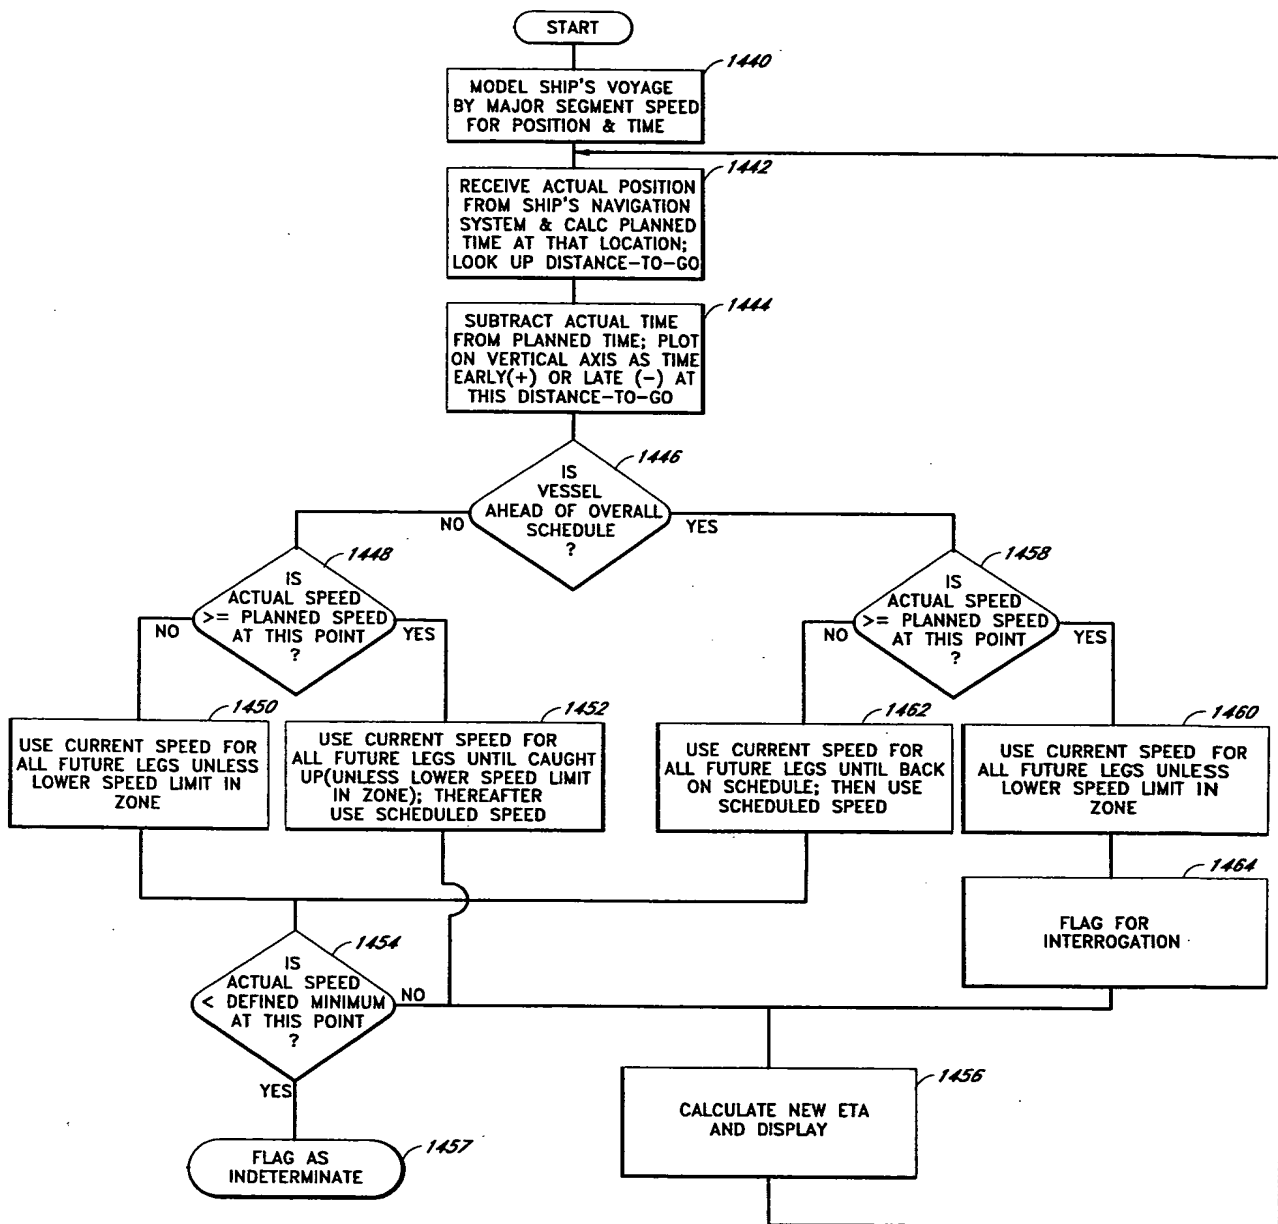 START
1440
MODEL SHIP'S VOYAGE
BY MAJOR SEGMENT SPEED
FOR POSITION & TIME
1442
RECEIVE ACTUAL POSITION
FROM SHIP'S NAVIGATION
SYSTEM & CALC PLANNED
TIME AT THAT LOCATION;
LOOK UP DISTANCE-TO-GO
1444
SUBTRACT ACTUAL TIME
FROM PLANNED TIME; PLOT
ON VERTICAL AXIS AS TIME
EARLY(+) OR LATE (-) AT
THIS DISTANCE-TO-GO
1446
IS
VESSEL
AHEAD OF OVERALL
SCHEDULE
?
NO
YES
1448
IS
ACTUAL SPEED
>= PLANNED SPEED
AT THIS POINT
?
NO
YES
1458
IS
ACTUAL SPEED
>= PLANNED SPEED
AT THIS POINT
?
NO
YES
1450
USE CURRENT SPEED FOR
ALL FUTURE LEGS UNLESS
LOWER SPEED LIMIT IN
ZONE
1452
USE CURRENT SPEED FOR
ALL FUTURE LEGS UNTIL CAUGHT
UP(UNLESS LOWER SPEED LIMIT
IN ZONE); THEREAFTER
USE SCHEDULED SPEED
1462
USE CURRENT SPEED FOR
ALL FUTURE LEGS UNTIL BACK
ON SCHEDULE; THEN USE
SCHEDULED SPEED
1460
USE CURRENT SPEED FOR
ALL FUTURE LEGS UNLESS
LOWER SPEED LIMIT IN
ZONE
1464
FLAG FOR
INTERROGATION
1454
IS
ACTUAL SPEED
< DEFINED MINIMUM
AT THIS POINT
?
NO
YES
1456
CALCULATE NEW ETA
AND DISPLAY
1457
FLAG AS
INDETERMINATE